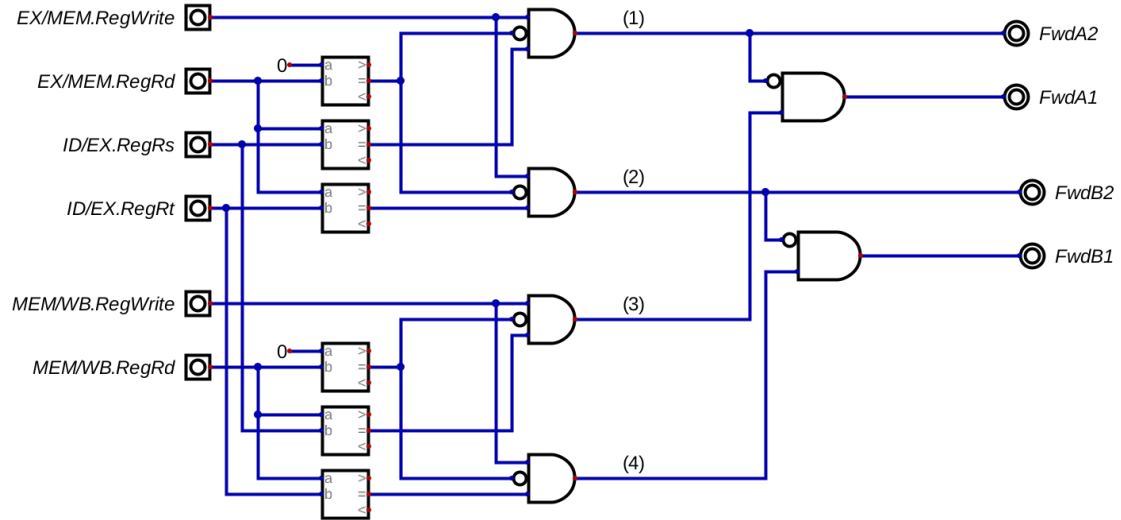 EX/MEM.RegWrite
(1)
FwdA2
0
a
>
EX/MEM.RegRd
b
=
<
FwdA1
a
>
ID/EX.RegRs
b
=
<
(2)
a
>
FwdB2
ID/EX.RegRt
b
=
<
FwdB1
MEM/WB.RegWrite
(3)
0
a
>
MEM/WB.RegRd
b
=
<
a
>
b
=
<
(4)
a
>
b
=
<